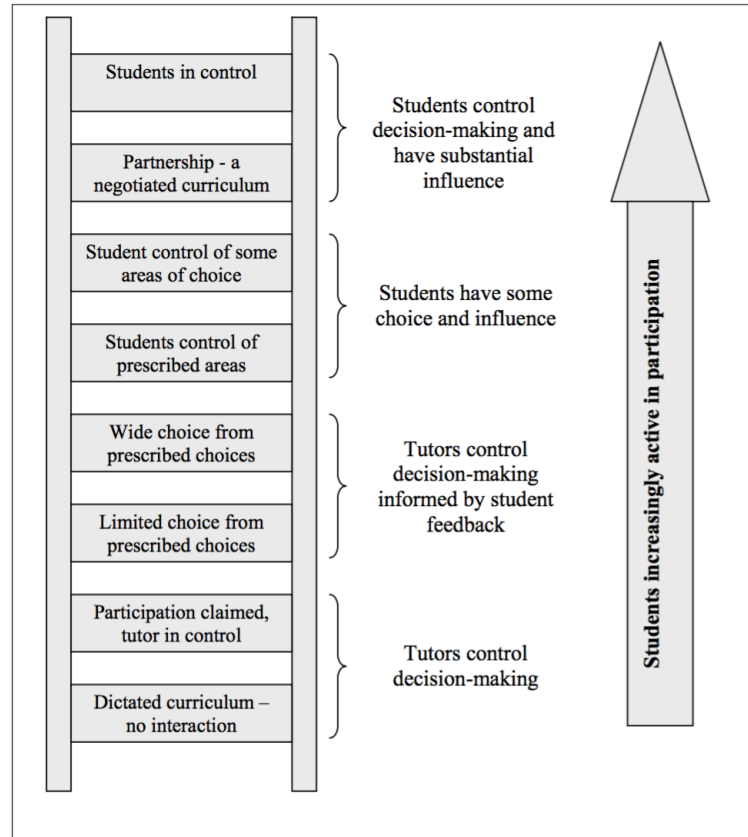 Students in control
Partnership - a
negotiated curriculum
Students control
decision-making and
have substantial
influence
Student control of some
areas of choice
Students control of
prescribed areas
Students have some
choice and influence
Wide choice from
prescribed choices
Limited choice from
prescribed choices
Tutors control
decision-making
informed by student
feedback
Participation claimed,
tutor in control
Dictated curriculum –
no interaction
Tutors control
decision-making
Students increasingly active in participation